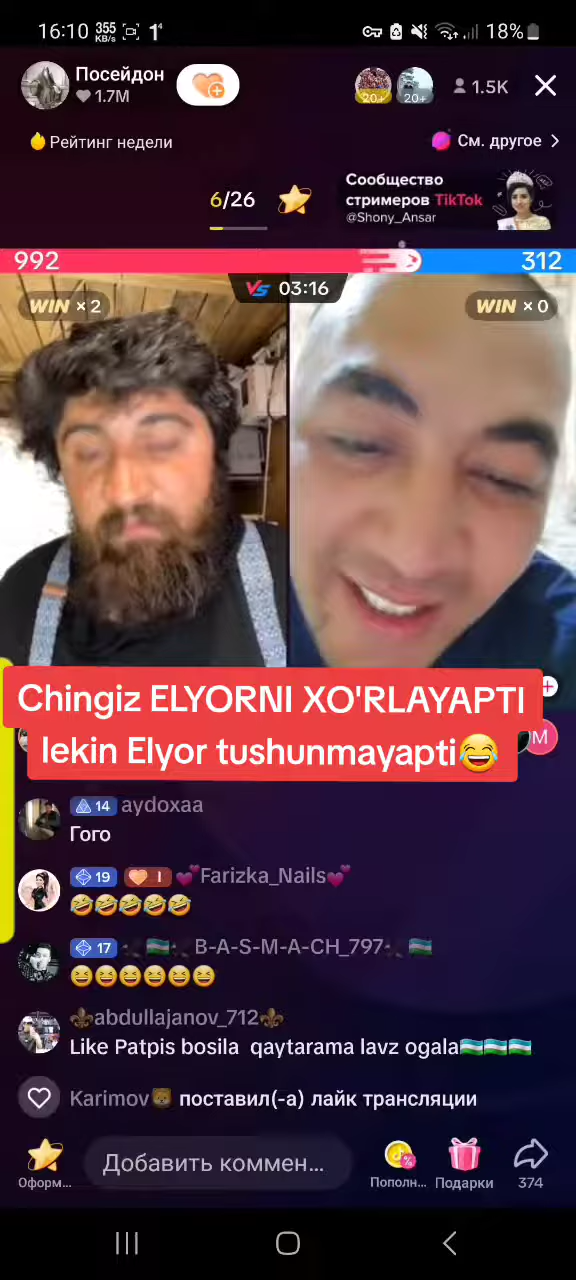 16:10 355 KB/s 1 18%
Посейдон
1.7M
20+ 20+
1.5K
Рейтинг недели
См. другое
6/26
Сообщество
стримеров TikTok
@Shony_Ansar
992 312
VS 03:16
WIN × 2
WIN × 0
Chingiz ELYORNI XO'RLAYAPTI
lekin Elyor tushunmayapti😂
M
14 aydoxaa
Гого
19 I 💕Farizka_Nails💕
🤣🤣🤣🤣🤣
17 🇺🇿 B-A-S-M-A-CH_797 🇺🇿
😆😆😆😆😆😆
⚜️abdullajanov_712⚜️
Like Patpis bosila qaytarama lavz ogala🇺🇿🇺🇿🇺🇿
Karimov🐯 поставил(-а) лайк трансляции
Добавить коммен...
Оформ...
Пополн...
Подарки
374